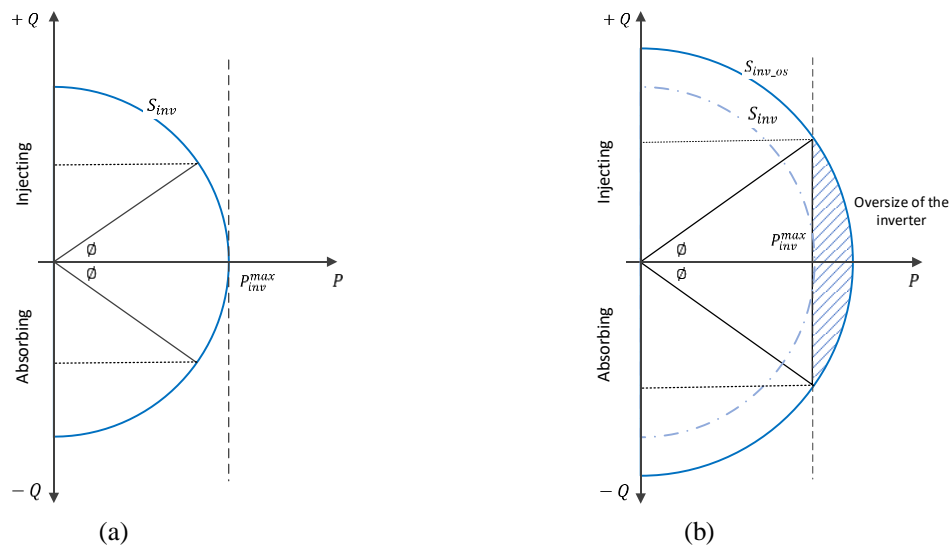 + Q
S_inv
Injecting
∅
∅
P_inv^max
P
Absorbing
− Q
(a)
+ Q
S_inv_os
S_inv
Injecting
Oversize of the
inverter
P_inv^max
∅
∅
P
Absorbing
− Q
(b)